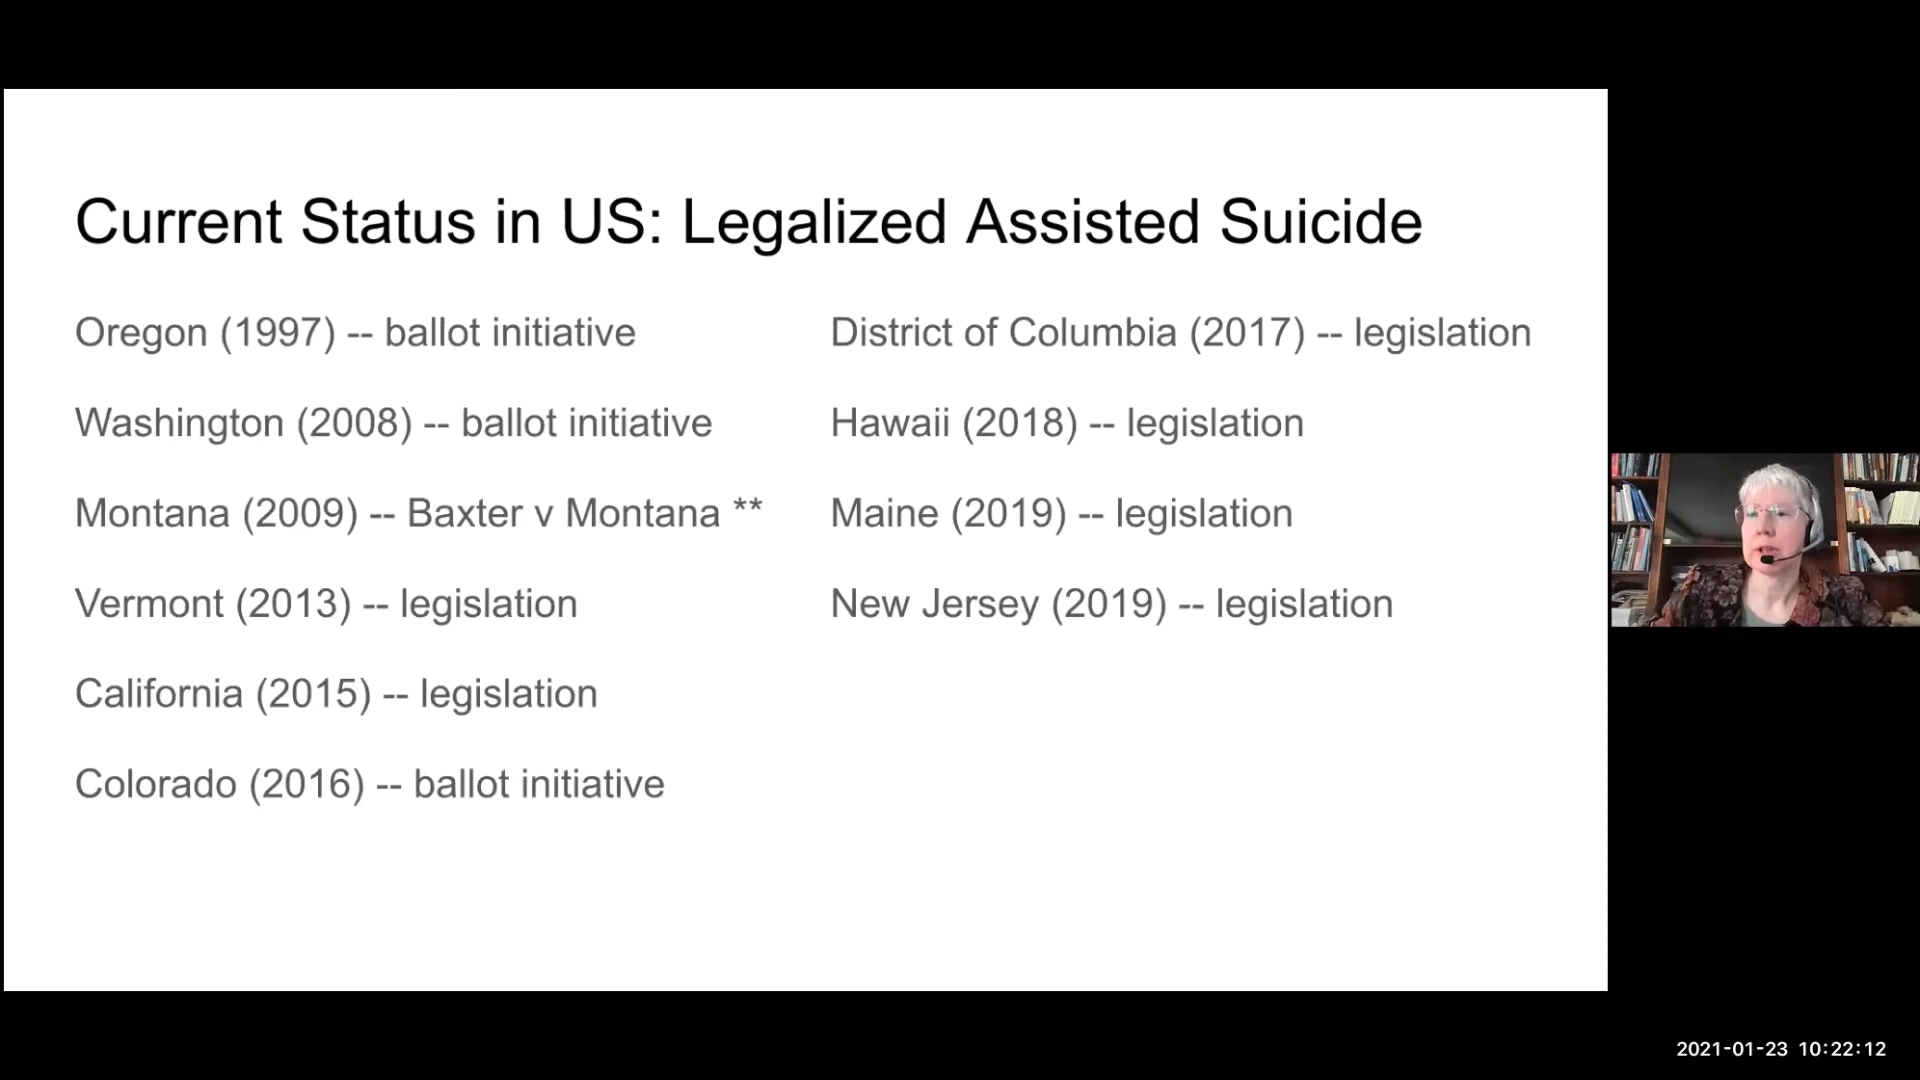 Current Status in US: Legalized Assisted Suicide
Oregon (1997) -- ballot initiative
Washington (2008) -- ballot initiative
Montana (2009) -- Baxter v Montana **
Vermont (2013) -- legislation
California (2015) -- legislation
Colorado (2016) -- ballot initiative
District of Columbia (2017) -- legislation
Hawaii (2018) -- legislation
Maine (2019) -- legislation
New Jersey (2019) -- legislation
2021-01-23 10:22:12